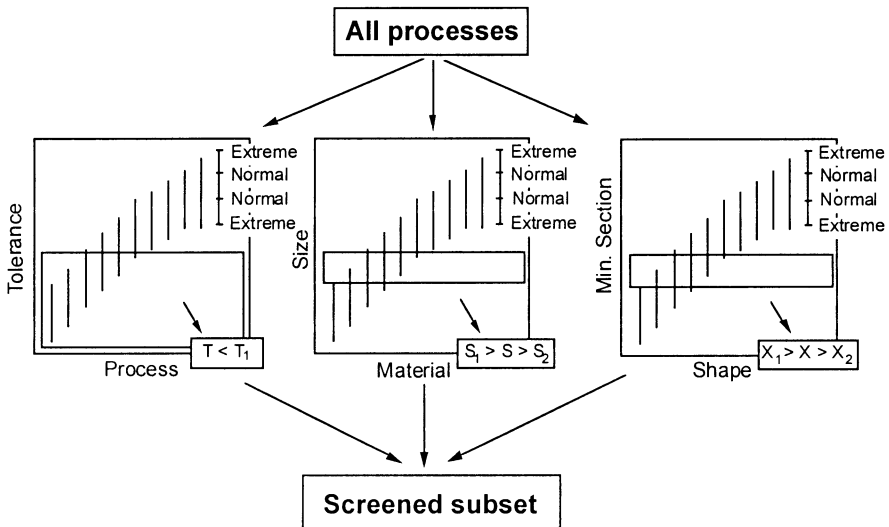 All processes
Tolerance
Extreme
Normal
Normal
Extreme
T < T₁
Process
Size
Extreme
Normal
Normal
Extreme
S₁ > S > S₂
Material
Min. Section
Extreme
Normal
Normal
Extreme
X₁ > X > X₂
Shape
Screened subset